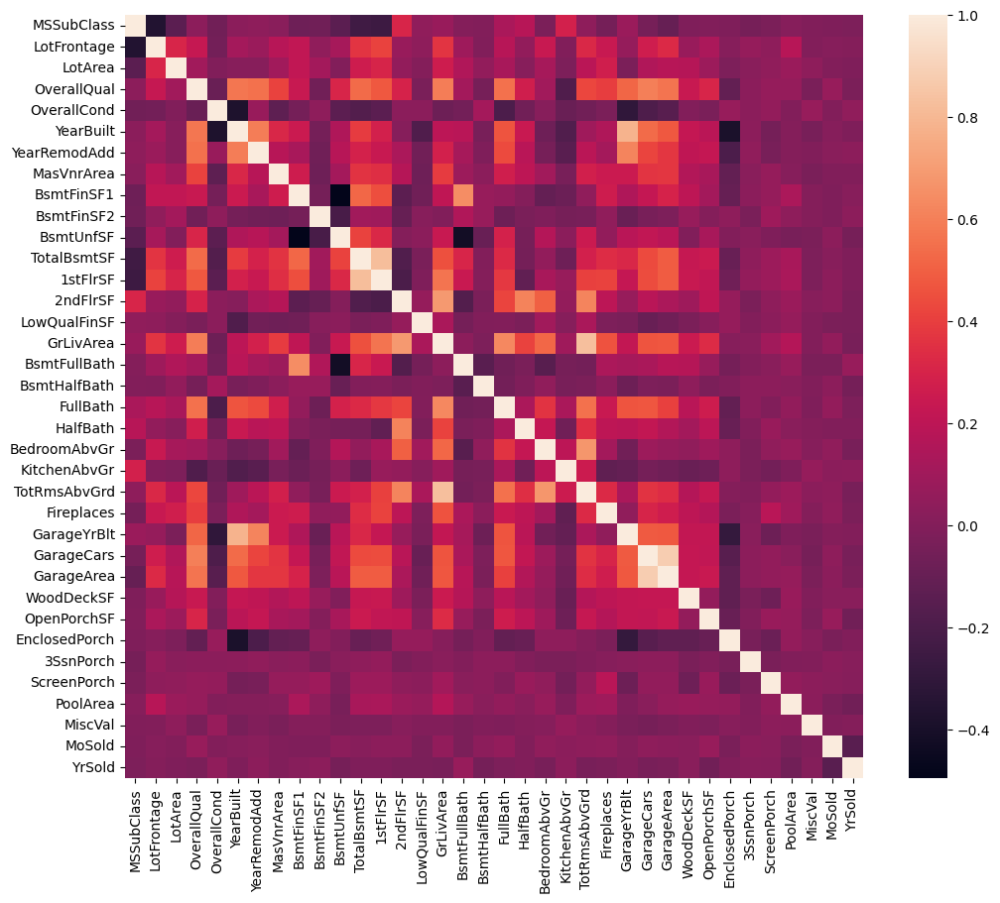 MSSubClass
LotFrontage
LotArea
OverallQual
OverallCond
YearBuilt
YearRemodAdd
MasVnrArea
BsmtFinSF1
BsmtFinSF2
BsmtUnfSF
TotalBsmtSF
1stFlrSF
2ndFlrSF
LowQualFinSF
GrLivArea
BsmtFullBath
BsmtHalfBath
FullBath
HalfBath
BedroomAbvGr
KitchenAbvGr
TotRmsAbvGrd
Fireplaces
GarageYrBlt
GarageCars
GarageArea
WoodDeckSF
OpenPorchSF
EnclosedPorch
3SsnPorch
ScreenPorch
PoolArea
MiscVal
MoSold
YrSold
MSSubClass
LotFrontage
LotArea
OverallQual
OverallCond
YearBuilt
YearRemodAdd
MasVnrArea
BsmtFinSF1
BsmtFinSF2
BsmtUnfSF
TotalBsmtSF
1stFlrSF
2ndFlrSF
LowQualFinSF
GrLivArea
BsmtFullBath
BsmtHalfBath
FullBath
HalfBath
BedroomAbvGr
KitchenAbvGr
TotRmsAbvGrd
Fireplaces
GarageYrBlt
GarageCars
GarageArea
WoodDeckSF
OpenPorchSF
EnclosedPorch
3SsnPorch
ScreenPorch
PoolArea
MiscVal
MoSold
YrSold
1.0
0.8
0.6
0.4
0.2
0.0
−0.2
−0.4